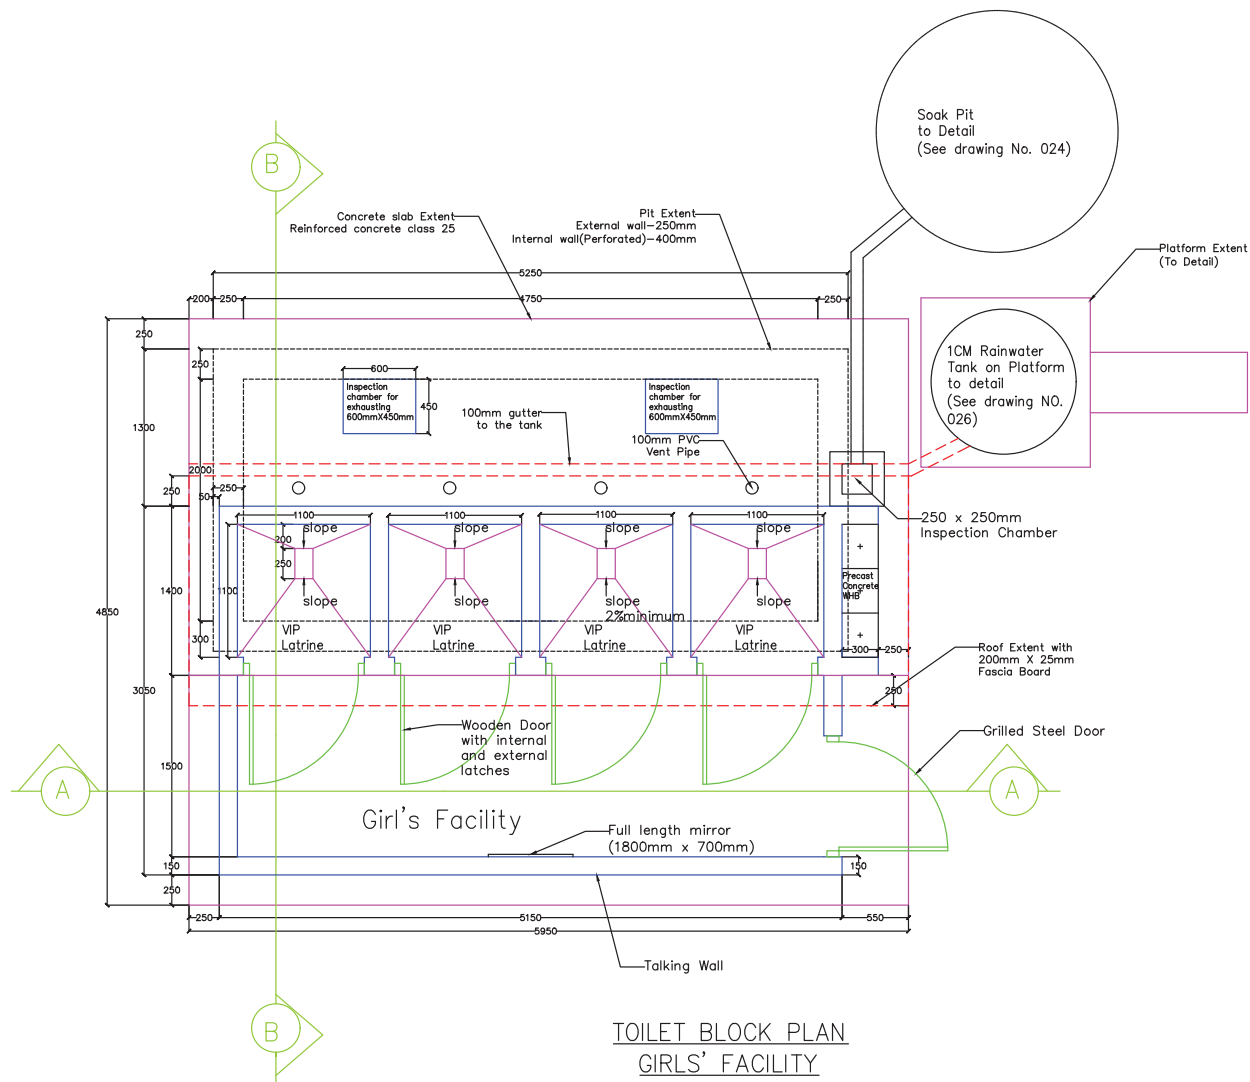 Soak Pit
to Detail
(See drawing No. 024)
B
Concrete slab Extent
Reinforced concrete class 25
Pit Extent
External wall-250mm
Internal wall(Perforated)-400mm
Platform Extent
(To Detail)
5250
200
250
4750
250
250
250
1CM Rainwater
Tank on Platform
to detail
(See drawing NO.
026)
600
Inspection
chamber for
exhausting
600mmX450mm
450
Inspection
chamber for
exhausting
600mmX450mm
100mm gutter
to the tank
100mm PVC
Vent Pipe
1300
2000
250
50
250
250 x 250mm
Inspection Chamber
1100
1100
1100
1100
slope
slope
slope
slope
200
250
1400
1100
4850
Precast
Concrete
WHB
slope
slope
slope
slope
2%minimum
VIP
Latrine
VIP
Latrine
VIP
Latrine
VIP
Latrine
300
300
250
Roof Extent with
200mm X 25mm
Fascia Board
3050
250
Wooden Door
with internal
and external
latches
Grilled Steel Door
1500
A
A
Girl's Facility
Full length mirror
(1800mm x 700mm)
150
150
250
250
5150
550
5950
Talking Wall
B
TOILET BLOCK PLAN
GIRLS' FACILITY